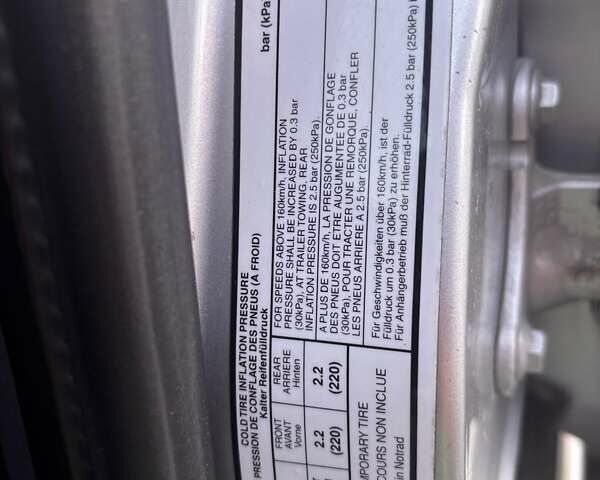 bar (kPa
COLD TIRE INFLATION PRESSURE
PRESSION DE CONFLAGE DES PNEUS (A FROID)
Kalter Reifenfülldruck
FRONT
AVANT
Vorne
REAR
ARRIERE
Hinten
2.2
(220)
2.2
(220)
FOR SPEEDS ABOVE 160km/h, INFLATION
PRESSURE SHALL BE INCREASED BY 0.3 bar
(30kPa), AT TRAILER TOWING, REAR
INFLATION PRESSURE IS 2.5 bar (250kPa).
A PLUS DE 160km/h, LA PRESSION DE GONFLAGE
DES PNEUS DOIT ETRE AUGUMENTEE DE 0.3 bar
(30kPa). POUR TRACTER UNE REMORQUE, CONFLER
LES PNEUS ARRIERE A 2.5 bar (250kPa).
Für Geschwindigkeiten über 160km/h, ist der
Fülldruck um 0.3 bar (30kPa) zu erhöhen.
Für Anhängerbetrieb muß der Hinterrad-Fülldruck 2.5 bar (250kPa)
MPORARY TIRE
COURS NON INCLUE
in Notrad